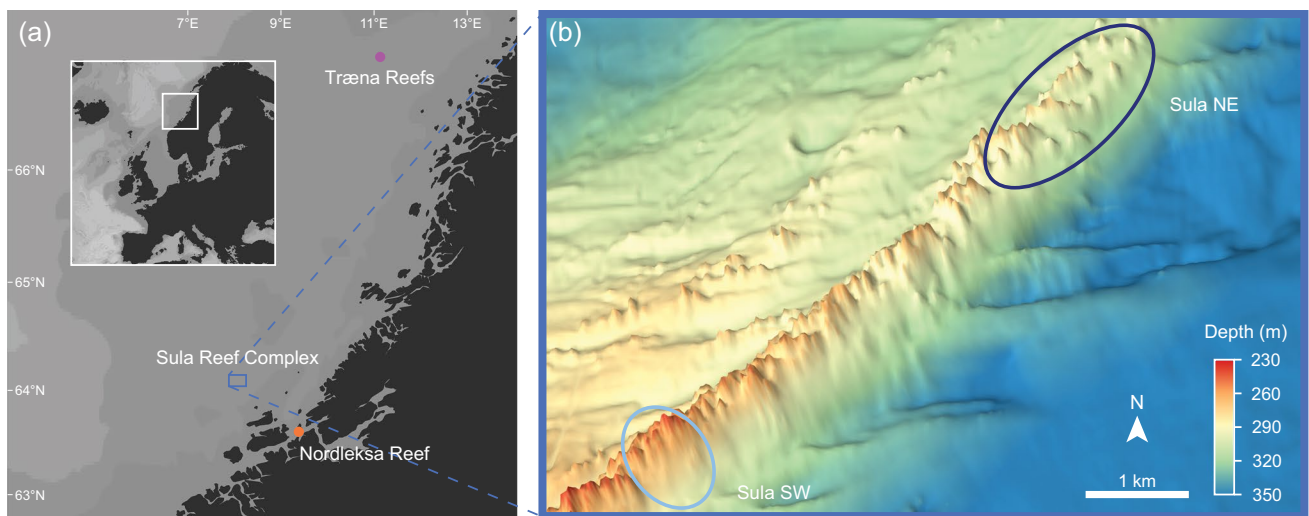 (a)
7°E
9°E
11°E
13°E
Træna Reefs
66°N
65°N
Sula Reef Complex
64°N
Nordleksa Reef
63°N
(b)
Sula NE
Depth (m)
230
260
290
320
350
N
1 km
Sula SW